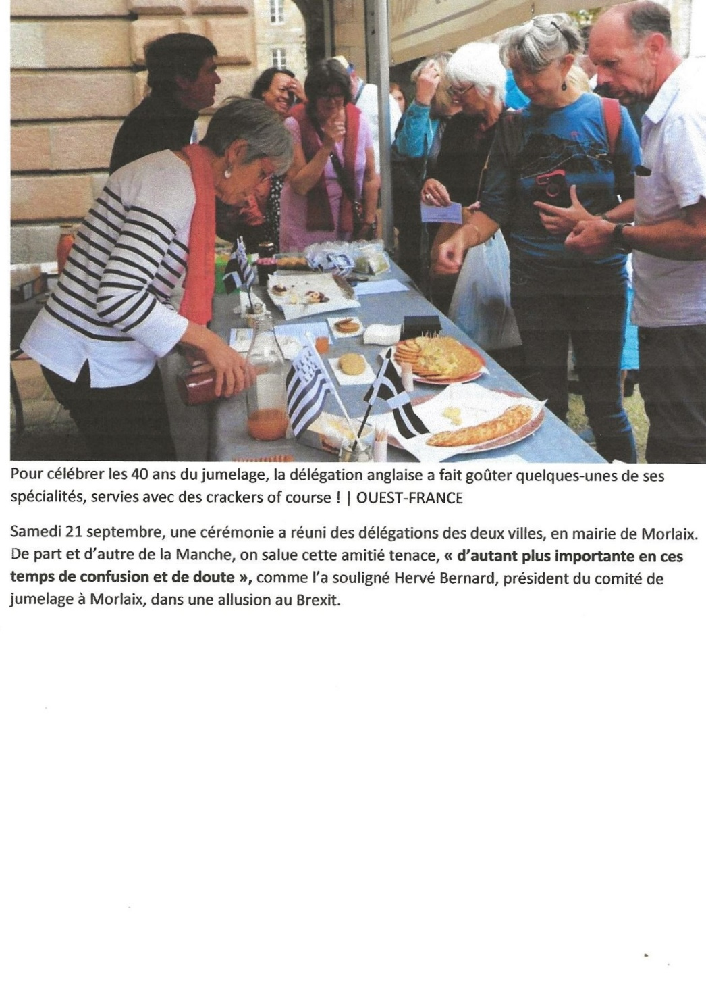 Pour célébrer les 40 ans du jumelage, la délégation anglaise a fait goûter quelques-unes de ses
spécialités, servies avec des crackers of course ! | OUEST-FRANCE
Samedi 21 septembre, une cérémonie a réuni des délégations des deux villes, en mairie de Morlaix.
De part et d'autre de la Manche, on salue cette amitié tenace, « d'autant plus importante en ces
temps de confusion et de doute », comme l'a souligné Hervé Bernard, président du comité de
jumelage à Morlaix, dans une allusion au Brexit.